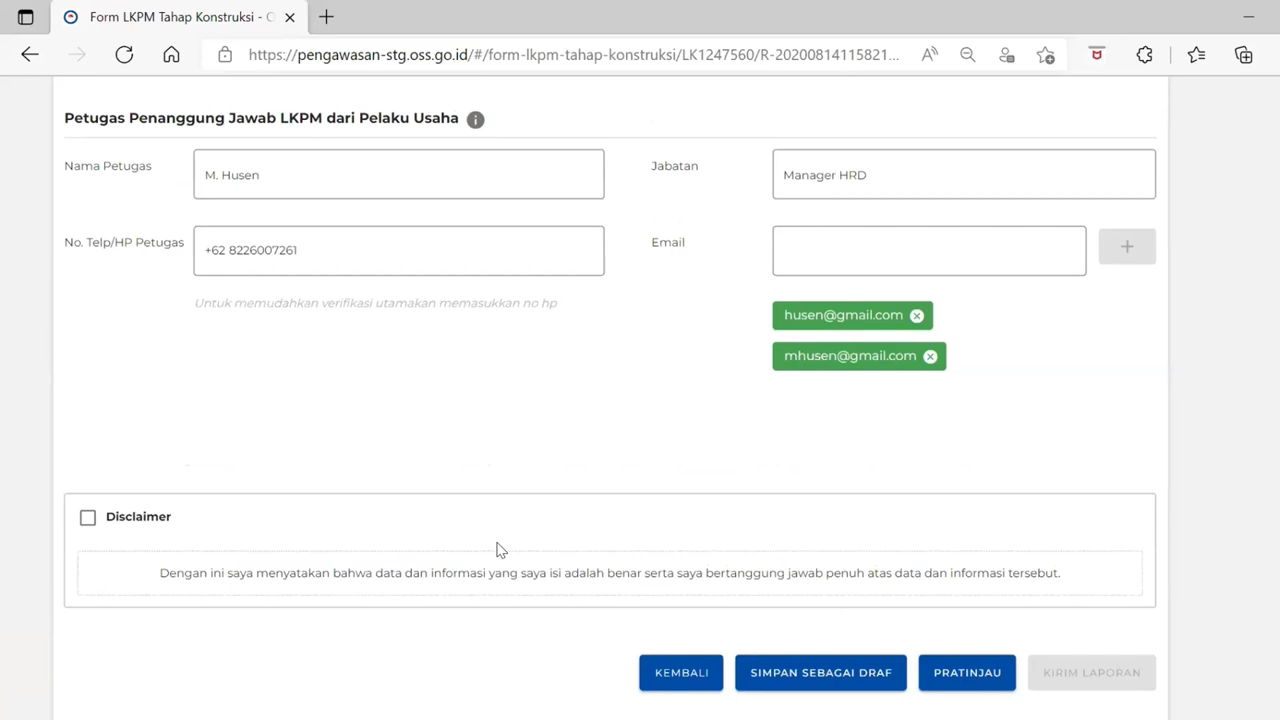 Form LKPM Tahap Konstruksi - O
https://pengawasan-stg.oss.go.id/#/form-lkpm-tahap-konstruksi/LK1247560/R-20200814115821...
Petugas Penanggung Jawab LKPM dari Pelaku Usaha
Nama Petugas
M. Husen
Jabatan
Manager HRD
No. Telp/HP Petugas
+62 8226007261
Email
Untuk memudahkan verifikasi utamakan memasukkan no hp
husen@gmail.com
mhusen@gmail.com
Disclaimer
Dengan ini saya menyatakan bahwa data dan informasi yang saya isi adalah benar serta saya bertanggung jawab penuh atas data dan informasi tersebut.
KEMBALI
SIMPAN SEBAGAI DRAF
PRATINJAU
KIRIM LAPORAN